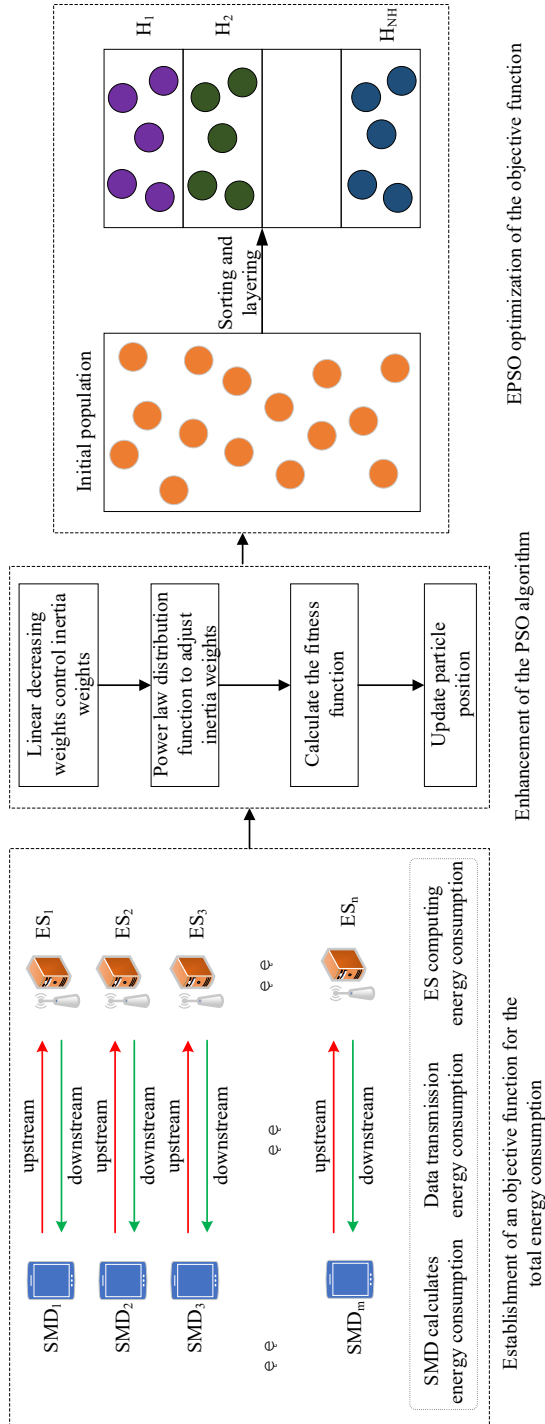 SMD1
upstream
downstream
ES1
SMD2
upstream
downstream
ES2
SMD3
upstream
downstream
ES3
SMDm
upstream
downstream
ESn
SMD calculates
energy consumption
Data transmission
energy consumption
ES computing
energy consumption
Establishment of an objective function for the
total energy consumption
Linear decreasing
weights control inertia
weights
Power law distribution
function to adjust
inertia weights
Calculate the fitness
function
Update particle
position
Enhancement of the PSO algorithm
Initial population
Sorting and
layering
H1
H2
HNH
EPSO optimization of the objective function